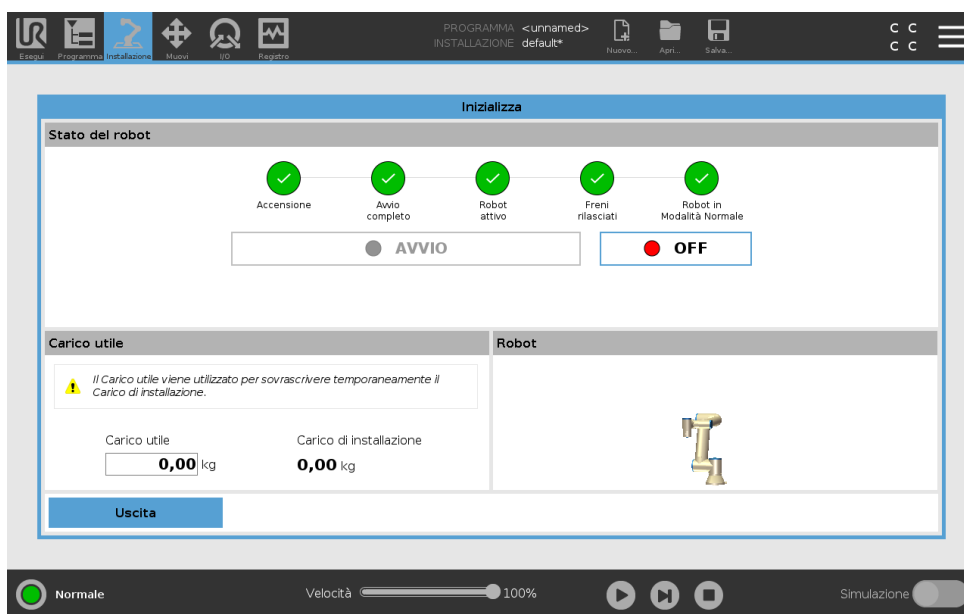 PROGRAMMA <unnamed>
INSTALLAZIONE default*
Esegui Programma Installazione Muovi I/O Registro
Nuovo... Apri... Salva...
C C
C C
Inizializza
Stato del robot
Accensione
Avvio
completo
Robot
attivo
Freni
rilasciati
Robot in
Modalità Normale
AVVIO
OFF
Carico utile
Robot
Il Carico utile viene utilizzato per sovrascrivere temporaneamente il
Carico di installazione.
Carico utile
Carico di installazione
0,00 kg
0,00 kg
Uscita
Normale
Velocità
100%
Simulazione